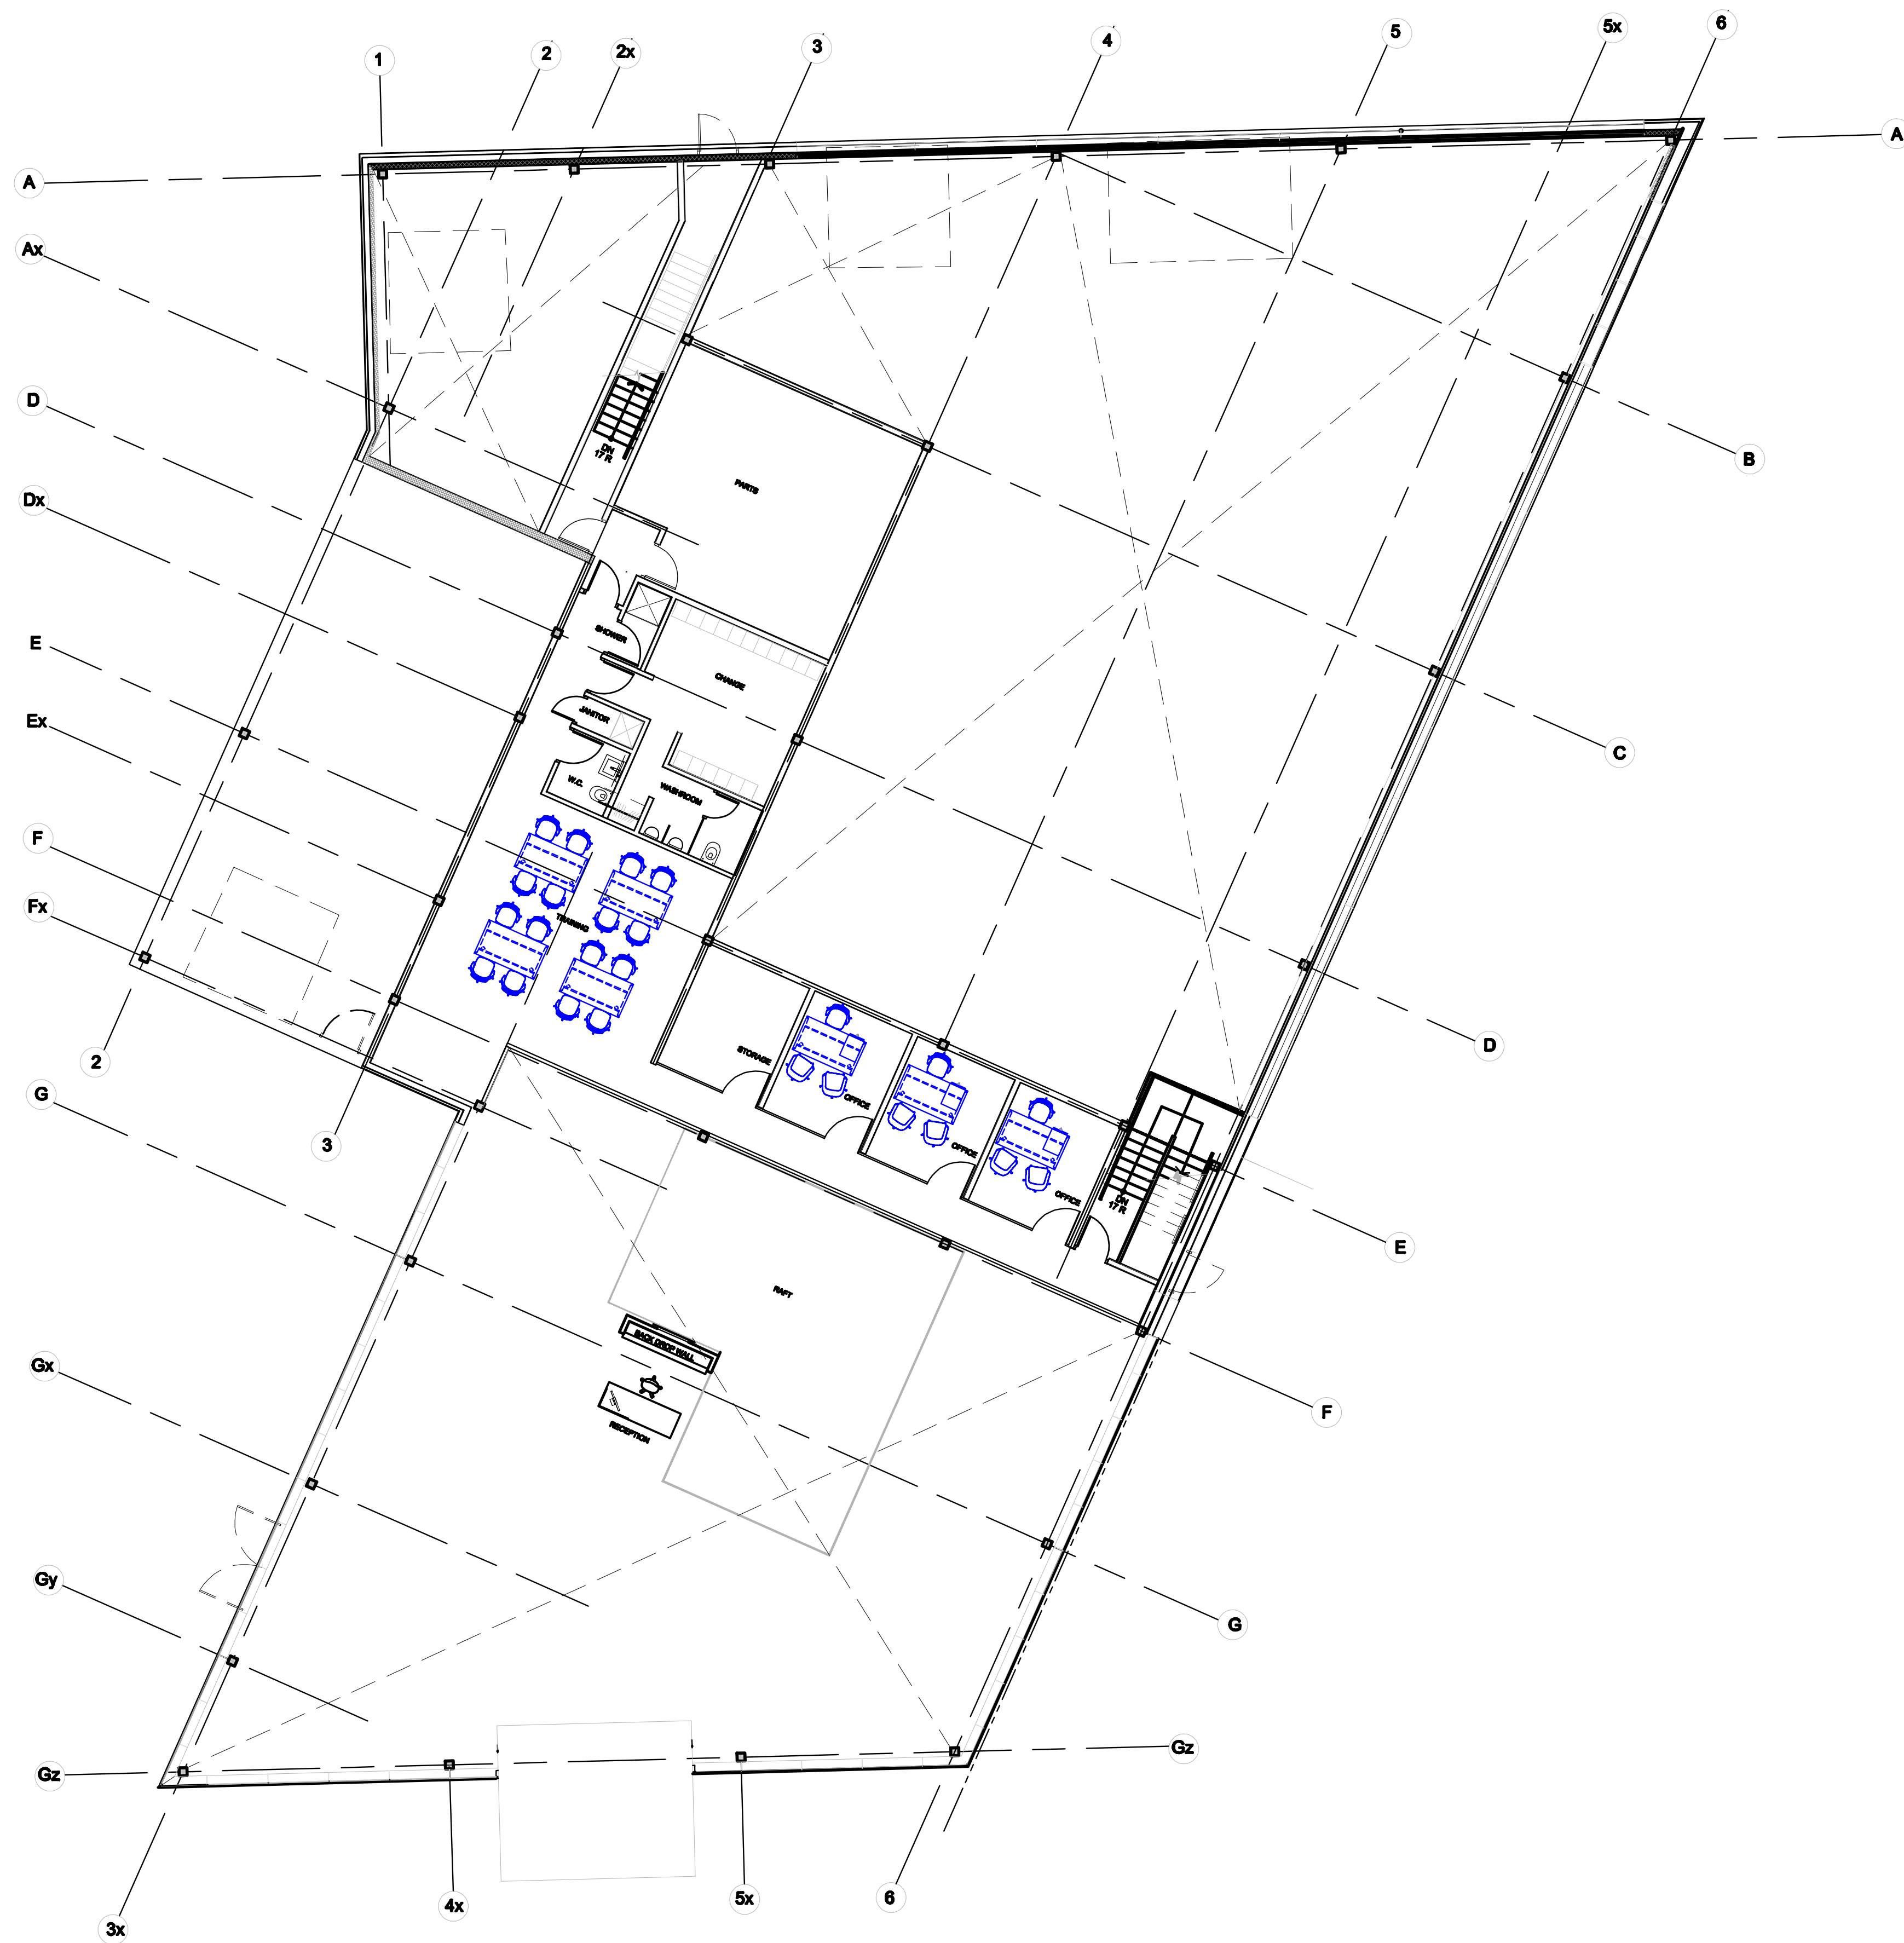 1
2
2x
3
4
5
5x
6
A
A
Ax
D
Dx
E
Ex
F
Fx
G
Gx
Gy
Gz
B
C
D
E
F
G
Gz
2
3
3x
4x
5x
6
DN
17 R
PARTS
SHOWER
CHANGE
JANITOR
W.C.
WASHROOM
TRAINING
STORAGE
OFFICE
OFFICE
OFFICE
DN
17 R
RAFT
BACK DROP WALL
RECEPTION